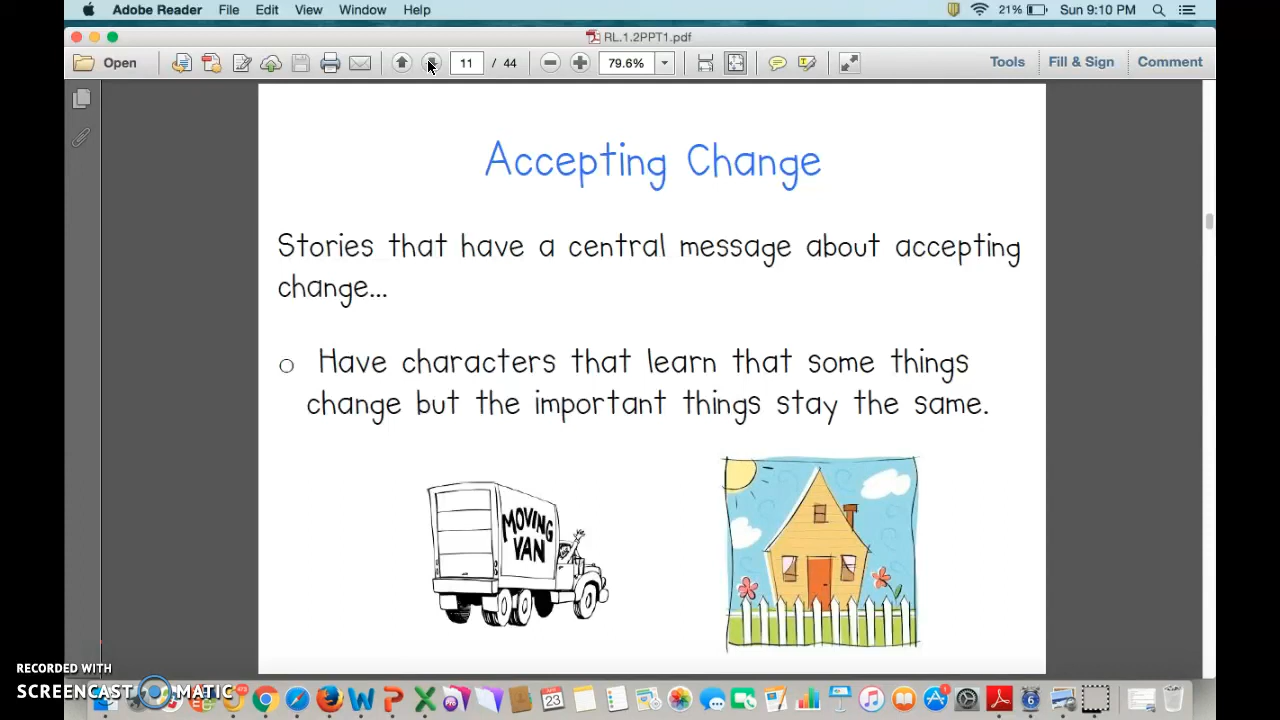 Adobe Reader File Edit View Window Help 21% Sun 9:10 PM
RL.1.2PPT1.pdf
Open 11 / 44 79.6% Tools Fill & Sign Comment
Accepting Change
Stories that have a central message about accepting
change...
Have characters that learn that some things
change but the important things stay the same.
MOVING
VAN
RECORDED WITH
SCREENCAST MATIC